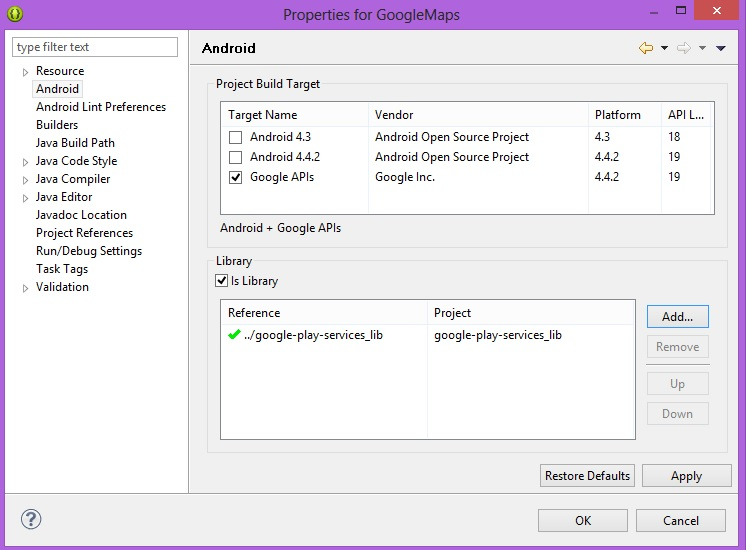 Properties for GoogleMaps
type filter text
Resource
Android
Android Lint Preferences
Builders
Java Build Path
Java Code Style
Java Compiler
Java Editor
Javadoc Location
Project References
Run/Debug Settings
Task Tags
Validation
Android
Project Build Target
Target Name Vendor Platform API L...
Android 4.3 Android Open Source Project 4.3 18
Android 4.4.2 Android Open Source Project 4.4.2 19
Google APIs Google Inc. 4.4.2 19
Android + Google APIs
Library
Is Library
Reference Project
../google-play-services_lib google-play-services_lib
Add...
Remove
Up
Down
Restore Defaults Apply
? OK Cancel